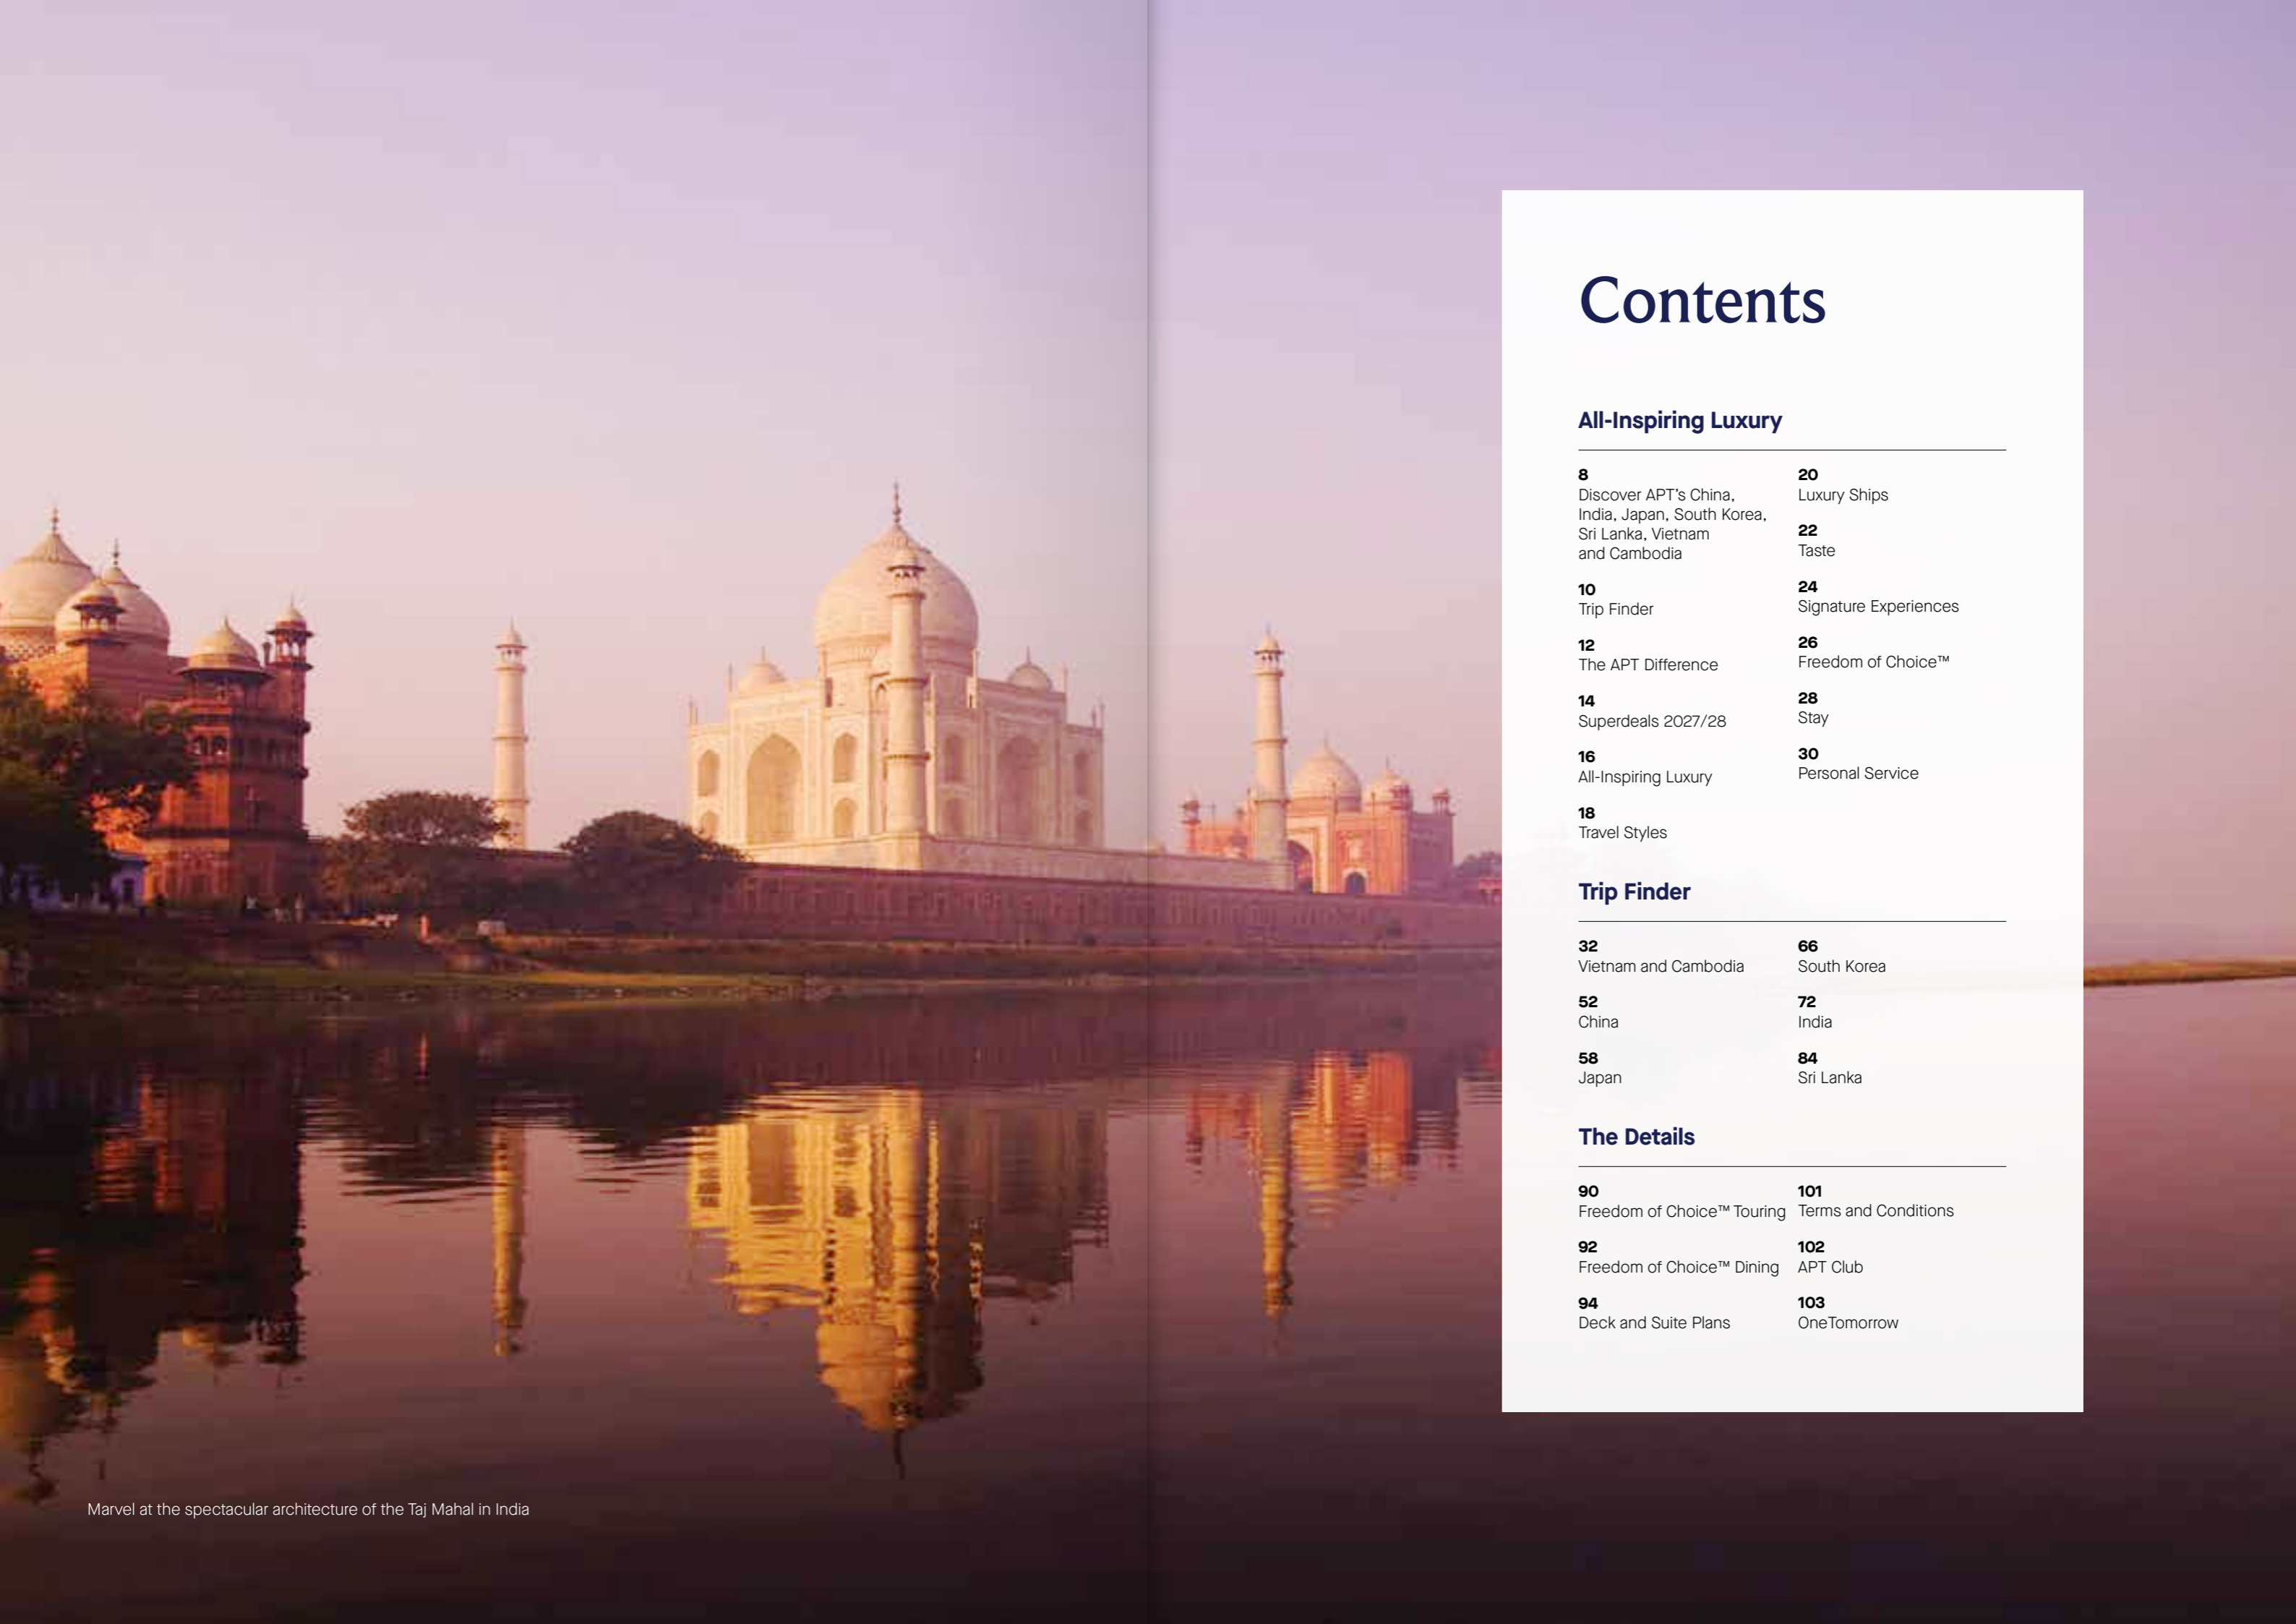 Contents
All-Inspiring Luxury
8
Discover APT's China,
India, Japan, South Korea,
Sri Lanka, Vietnam
and Cambodia
10
Trip Finder
12
The APT Difference
14
Superdeals 2027/28
16
All-Inspiring Luxury
18
Travel Styles
20
Luxury Ships
22
Taste
24
Signature Experiences
26
Freedom of Choice™
28
Stay
30
Personal Service
Trip Finder
32
Vietnam and Cambodia
52
China
58
Japan
66
South Korea
72
India
84
Sri Lanka
The Details
90
Freedom of Choice™ Touring
92
Freedom of Choice™ Dining
94
Deck and Suite Plans
101
Terms and Conditions
102
APT Club
103
OneTomorrow
Marvel at the spectacular architecture of the Taj Mahal in India